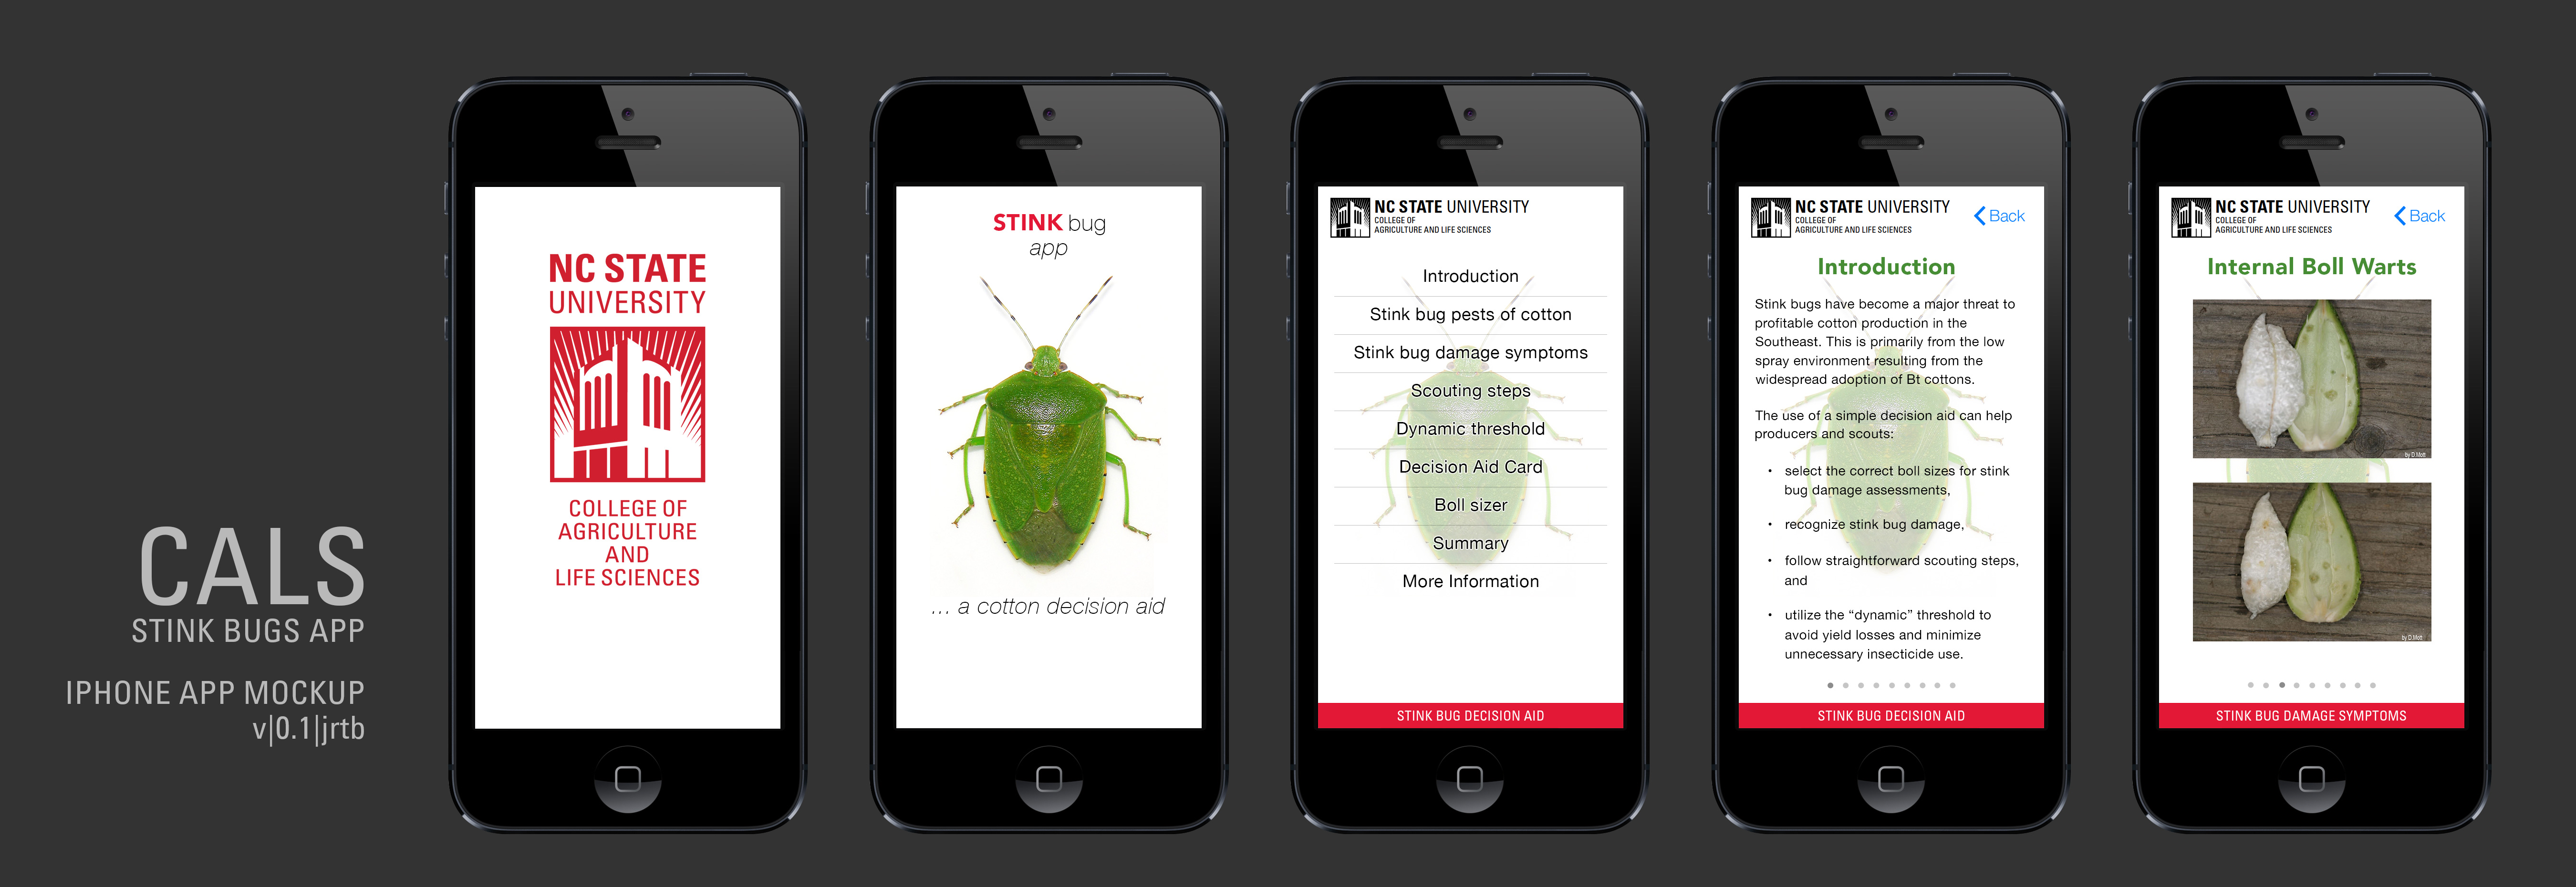 CALS
STINK BUGS APP
IPHONE APP MOCKUP
v|0.1|jrtb
NC STATE
UNIVERSITY
COLLEGE OF
AGRICULTURE
AND
LIFE SCIENCES
STINK bug
app
... a cotton decision aid
NC STATE UNIVERSITY
COLLEGE OF
AGRICULTURE AND LIFE SCIENCES
Introduction
Stink bug pests of cotton
Stink bug damage symptoms
Scouting steps
Dynamic threshold
Decision Aid Card
Boll sizer
Summary
More Information
STINK BUG DECISION AID
NC STATE UNIVERSITY
COLLEGE OF
AGRICULTURE AND LIFE SCIENCES
Back
Introduction
Stink bugs have become a major threat to
profitable cotton production in the
Southeast. This is primarily from the low
spray environment resulting from the
widespread adoption of Bt cottons.
The use of a simple decision aid can help
producers and scouts:
• select the correct boll sizes for stink
bug damage assessments,
• recognize stink bug damage,
• follow straightforward scouting steps,
and
• utilize the “dynamic” threshold to
avoid yield losses and minimize
unnecessary insecticide use.
STINK BUG DECISION AID
NC STATE UNIVERSITY
COLLEGE OF
AGRICULTURE AND LIFE SCIENCES
Back
Internal Boll Warts
by D.Mott
by D.Mott
STINK BUG DAMAGE SYMPTOMS